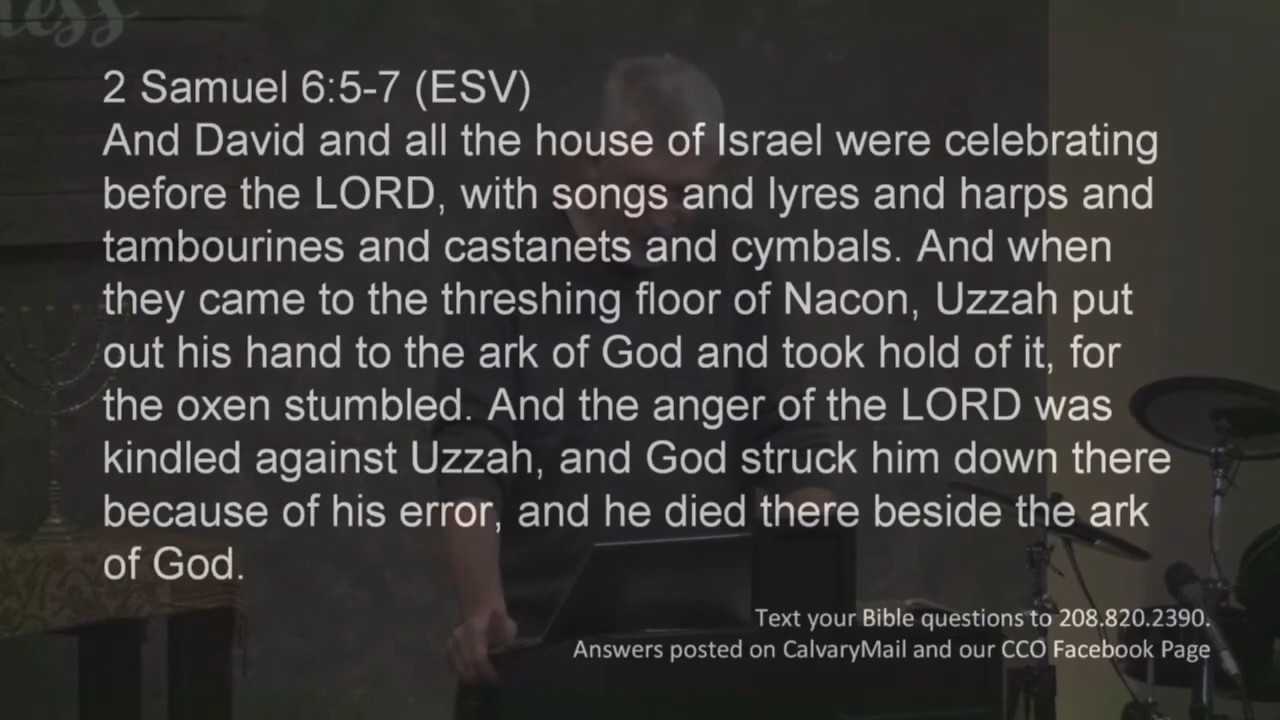 ess
2 Samuel 6:5-7 (ESV)
And David and all the house of Israel were celebrating
before the LORD, with songs and lyres and harps and
tambourines and castanets and cymbals. And when
they came to the threshing floor of Nacon, Uzzah put
out his hand to the ark of God and took hold of it, for
the oxen stumbled. And the anger of the LORD was
kindled against Uzzah, and God struck him down there
because of his error, and he died there beside the ark
of God.
Text your Bible questions to 208.820.2390.
Answers posted on CalvaryMail and our CCO Facebook Page